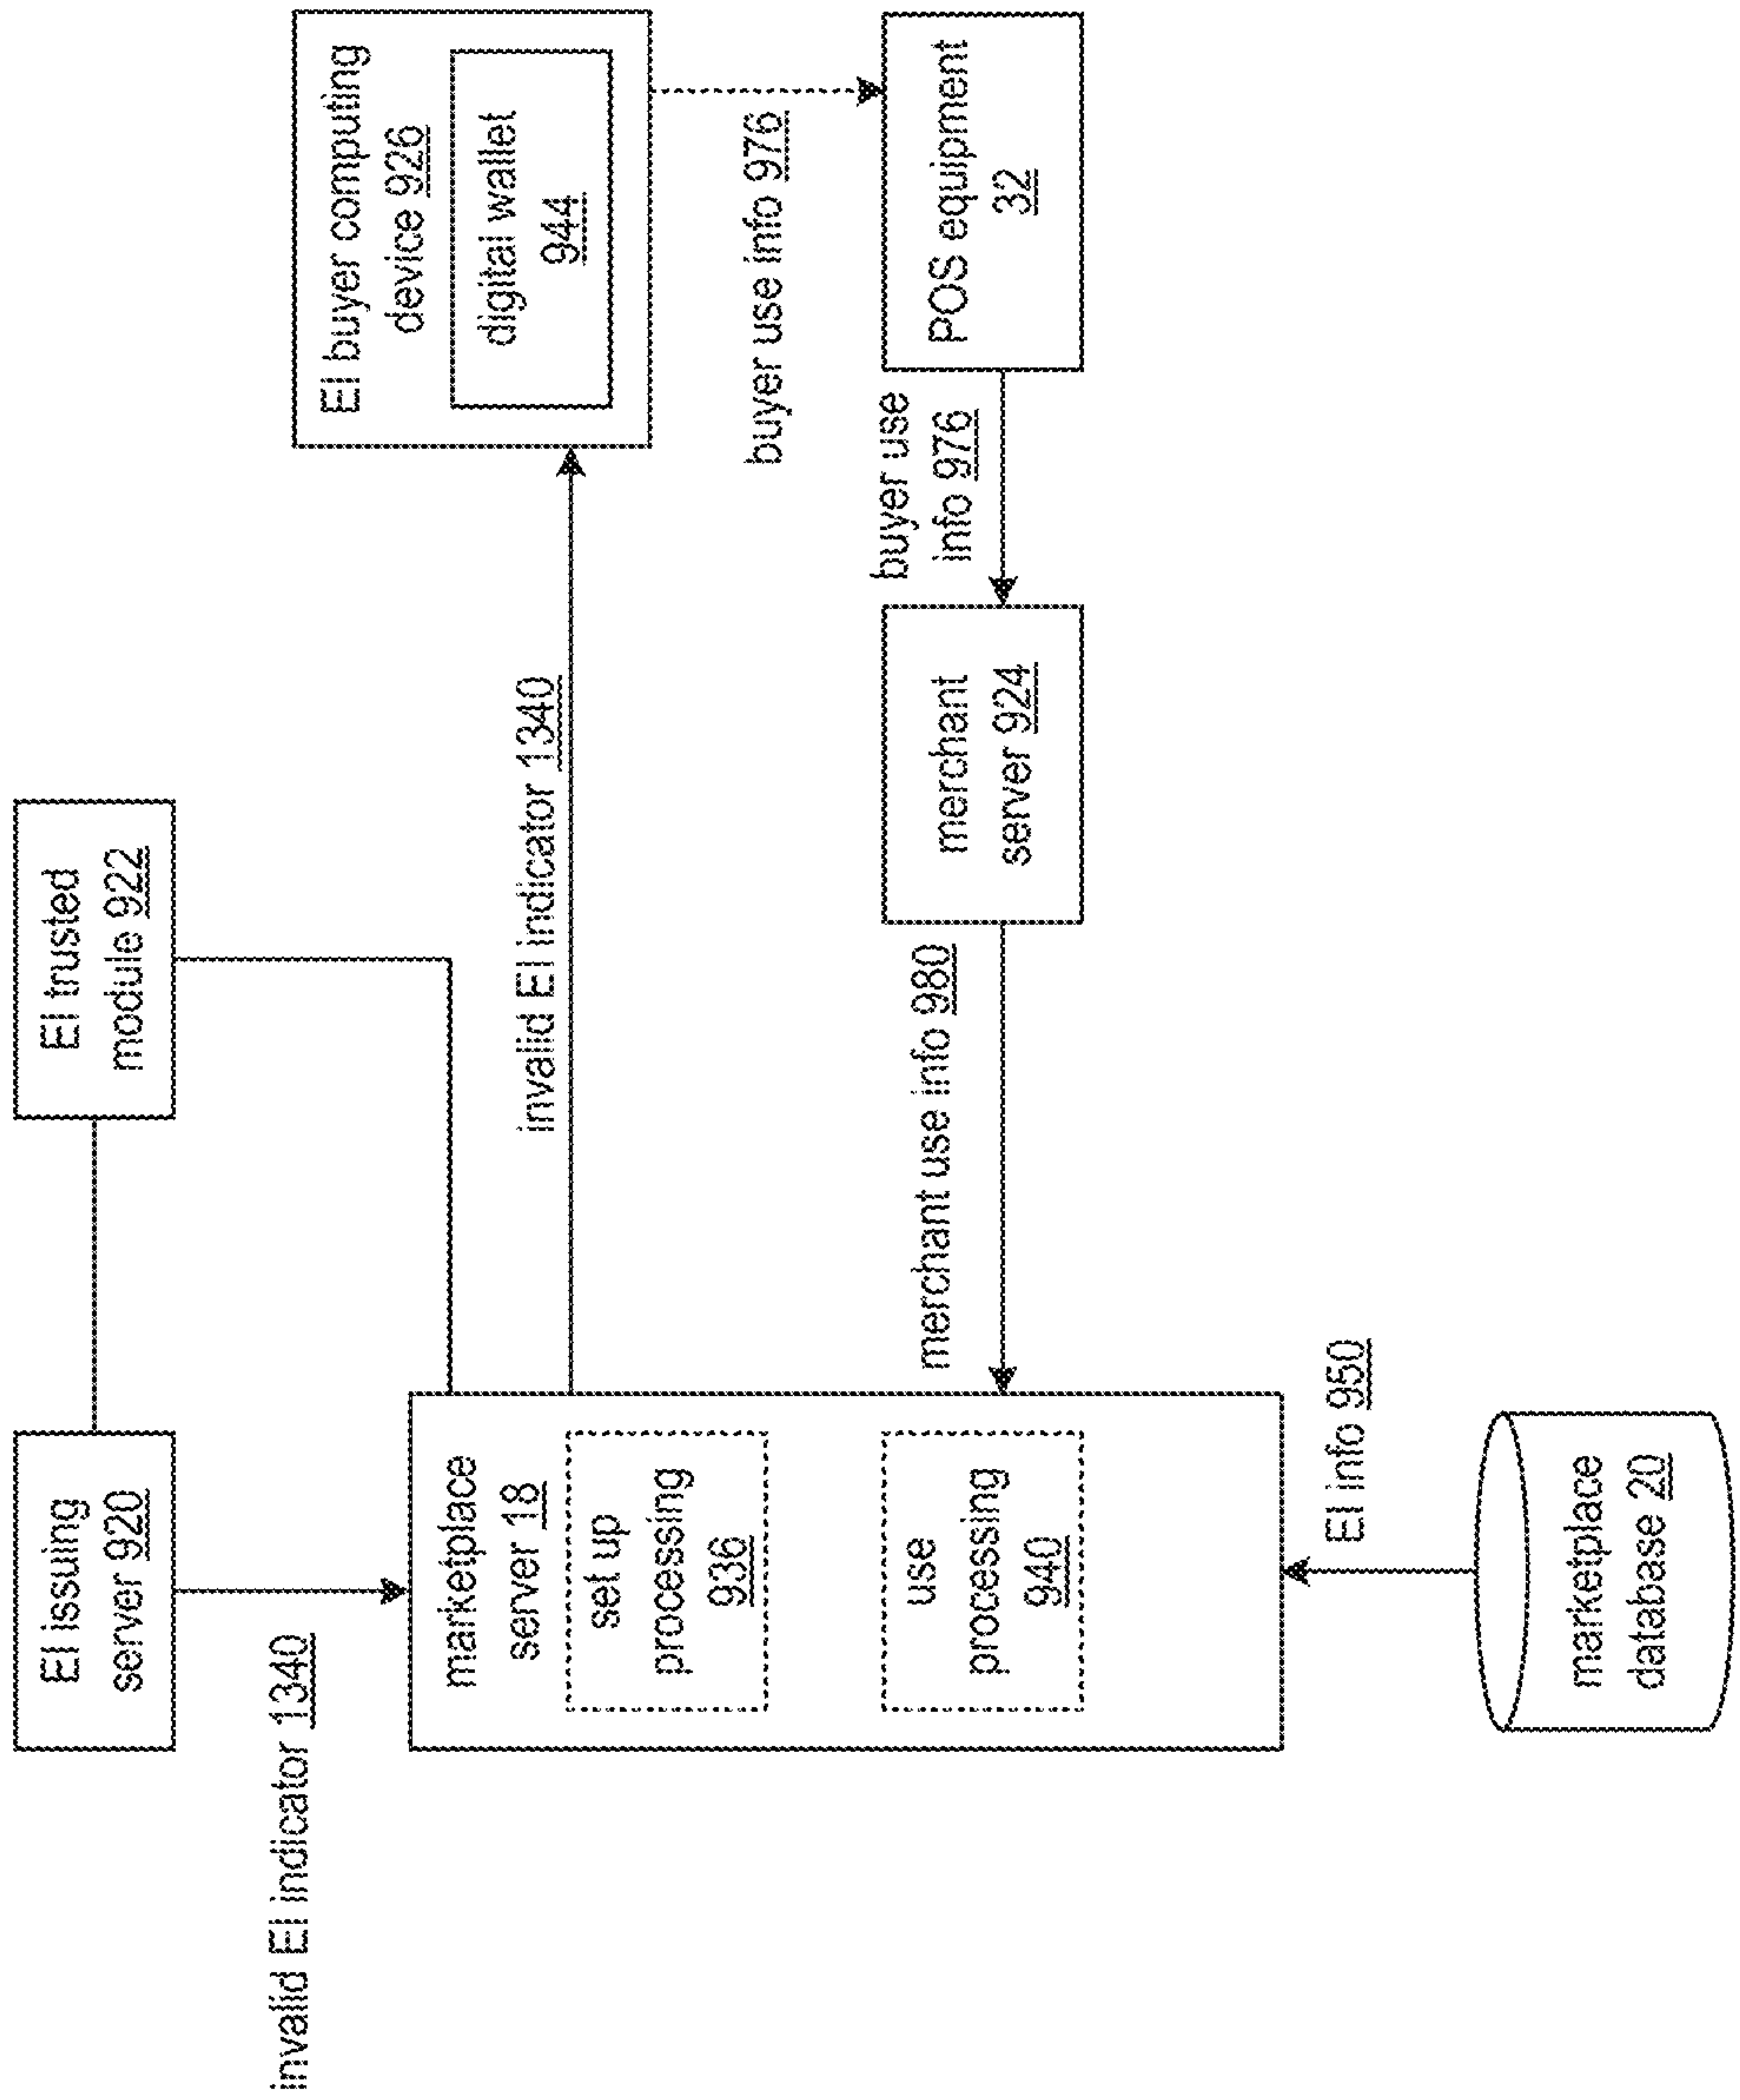 EI issuing
server 920
EI trusted
module 922
invalid EI indicator 1340
marketplace
server 18
set up
processing
936
use
processing
940
invalid EI indicator 1340
EI buyer computing
device 926
digital wallet
944
buyer use info 976
POS equipment
32
buyer use
info 976
merchant
server 924
merchant use info 980
EI info 950
marketplace
database 20